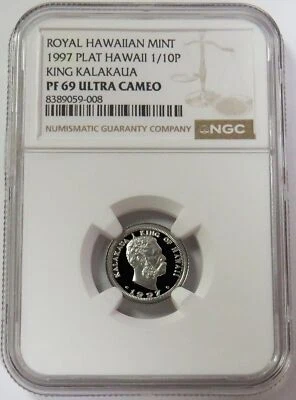 ROYAL HAWAIIAN MINT
1997 PLAT HAWAII 1/10P
KING KALAKAUA
PF 69 ULTRA CAMEO
8389059-008
NUMISMATIC GUARANTY COMPANY
NGC
KALAKAUA KING OF HAWAII
1997